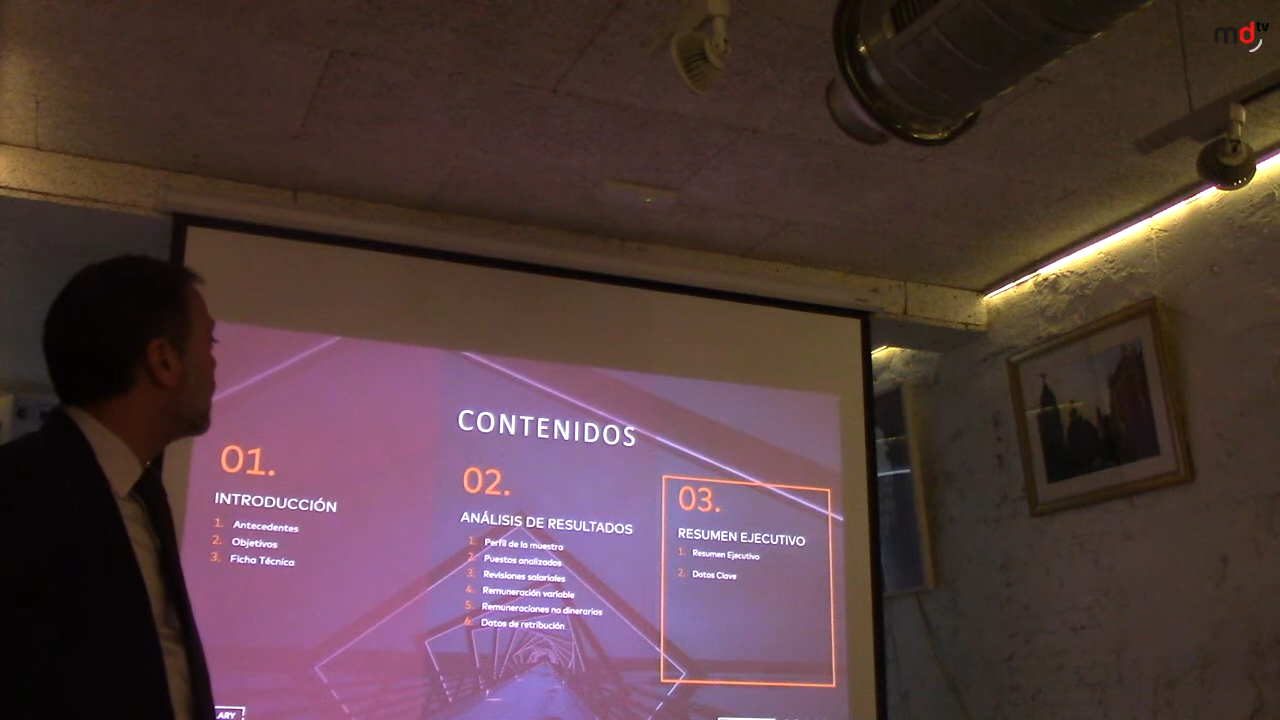 md tv
CONTENIDOS
01.
INTRODUCCIÓN
1. Antecedentes
2. Objetivos
3. Ficha Técnica
02.
ANÁLISIS DE RESULTADOS
1. Perfil de la muestra
2. Puestos analizados
3. Revisiones salariales
4. Remuneración variable
5. Remuneraciones no dinerarias
6. Datos de retribución
03.
RESUMEN EJECUTIVO
1. Resumen Ejecutivo
2. Datos Clave
ARY